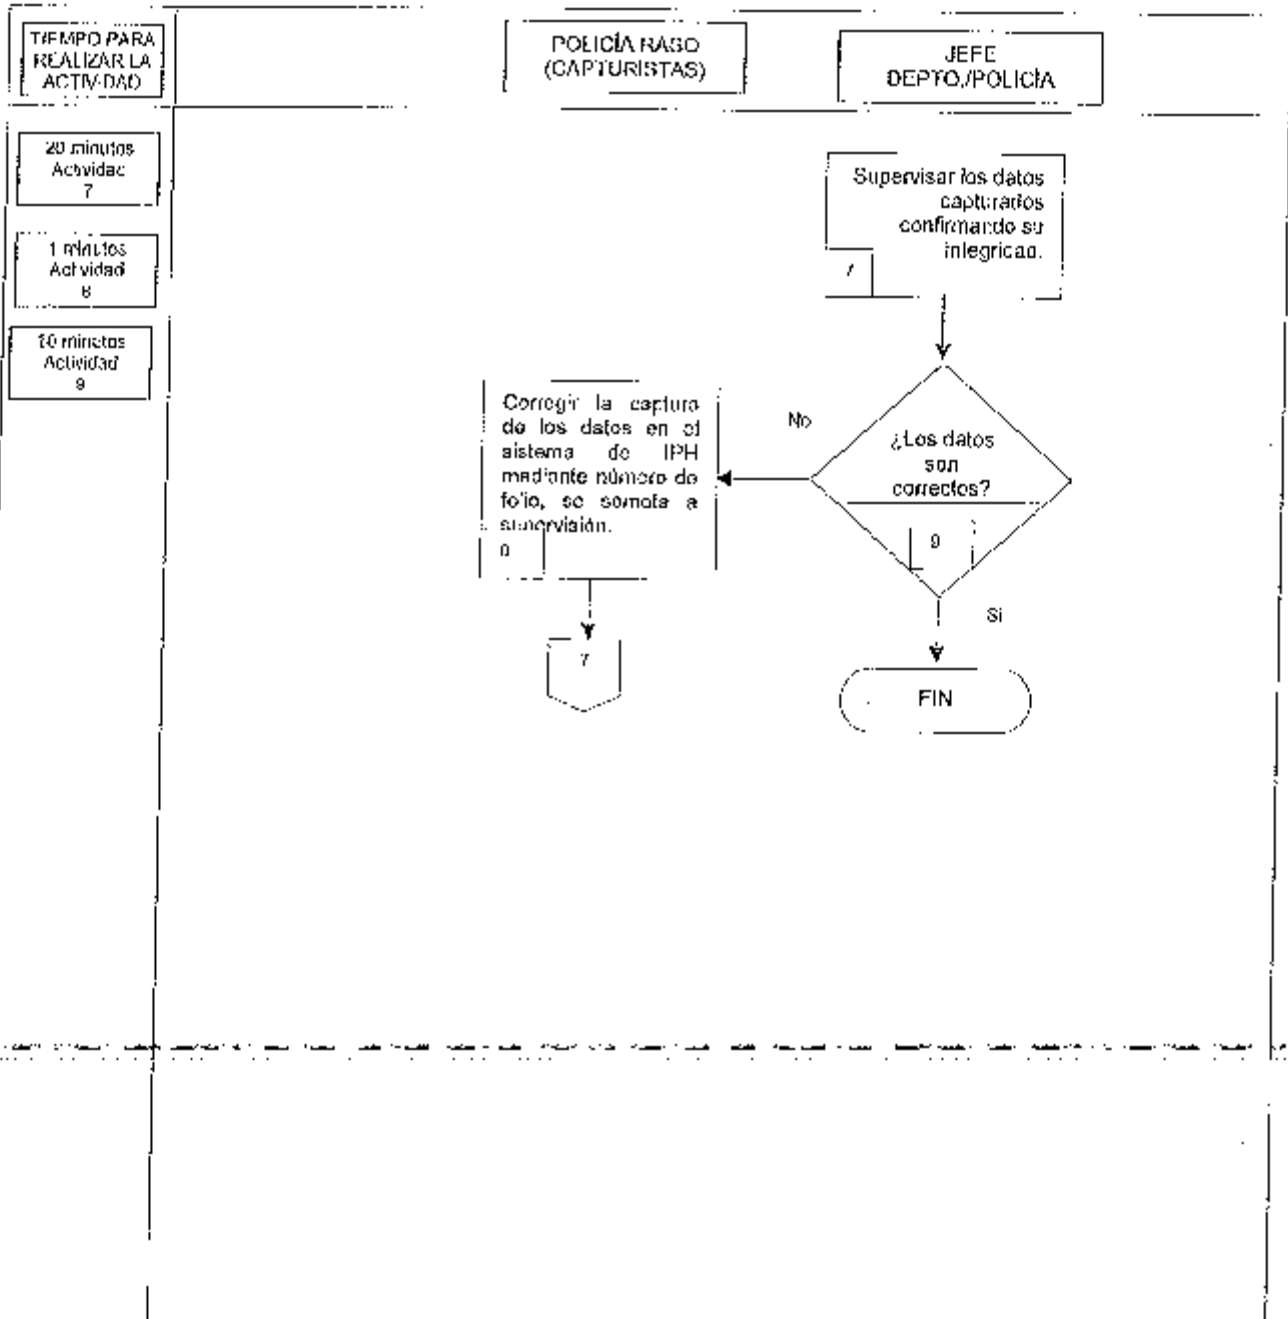 TIEMPO PARA
REALIZAR LA
ACTIVIDAD
POLICÍA RASO
(CAPTURISTAS)
JEFE
DEPTO./POLICÍA
20 minutos
Actividad
7
1 minutos
Actividad
8
10 minutos
Actividad
9
Supervisar los datos
capturados
confirmando su
integridad.
7
¿Los datos
son
correctos?
9
No
Corregir la captura
de los datos en el
sistema de IPH
mediante número de
folio, se somete a
supervisión.
7
Si
FIN